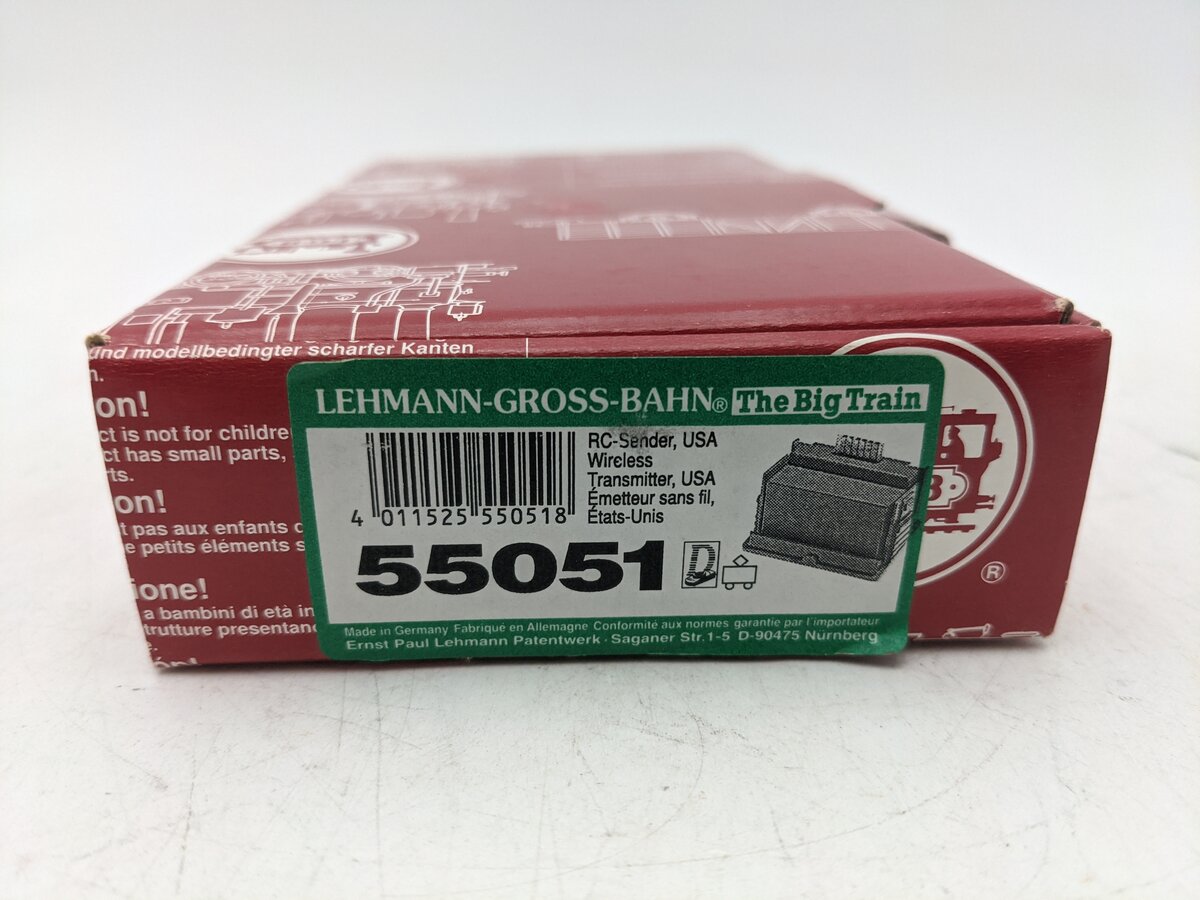 und modellbedingter scharfer Kanten
n.
on!
ct is not for childre
ct has small parts,
ts.
on!
t pas aux enfants d
e petits éléments s
ione!
a bambini di età in
trutture presentano
LEHMANN-GROSS-BAHN® The Big Train
RC-Sender, USA
Wireless
Transmitter, USA
Émetteur sans fil,
États-Unis
4 011525 550518
55051
D
Made in Germany Fabriqué en Allemagne Conformité aux normes garantie par l'importateur
Ernst Paul Lehmann Patentwerk · Saganer Str. 1-5 D-90475 Nürnberg
®